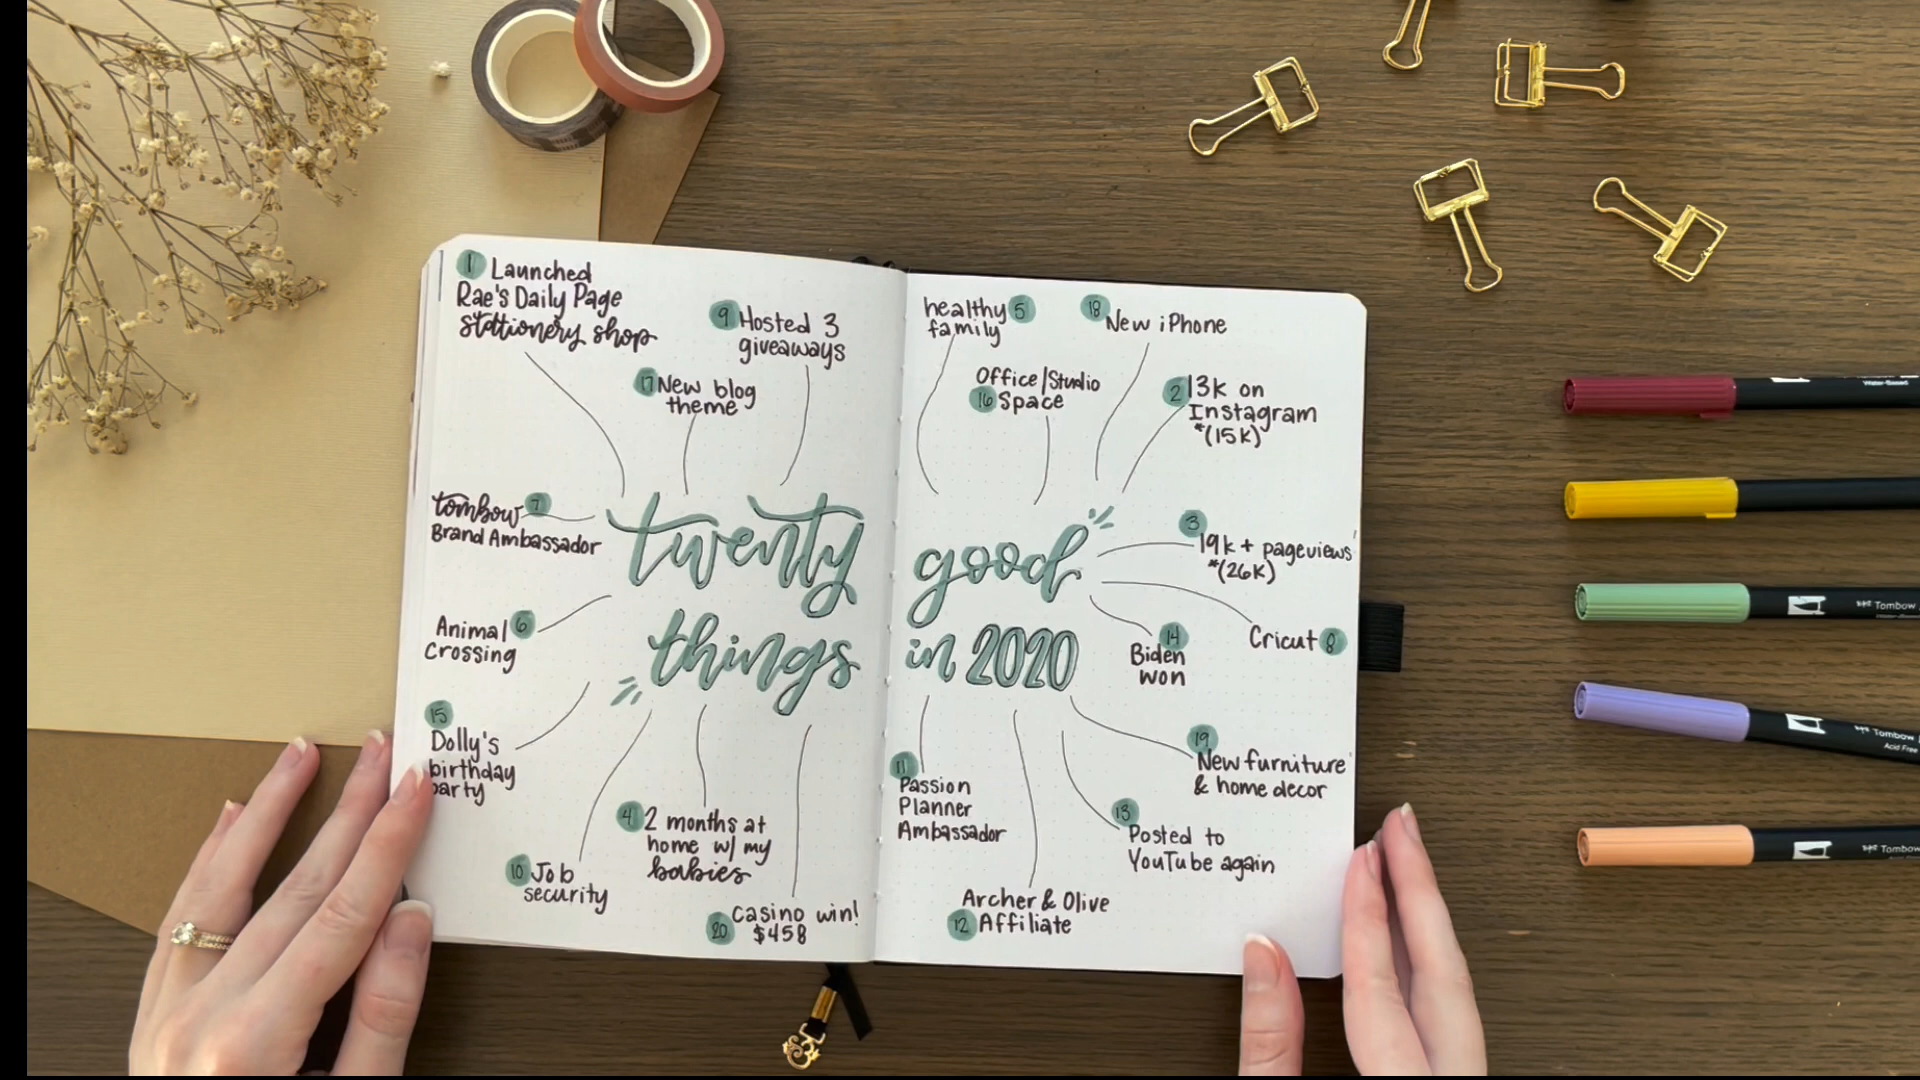 1 Launched
Rae's Daily Page
stationery shop
9 Hosted 3
giveaways
17 New blog
theme
tombow 7
Brand Ambassador
Animal 6
Crossing
15
Dolly's
birthday
party
10 Job
security
4 2 months at
home w/ my
babies
20 Casino win!
$458
twenty
things
healthy 5
family
18 New iPhone
Office/Studio
16 Space
2 13k on
Instagram
*(15k)
3
19k+ pageviews
*(26k)
good
in 2020
14
Biden
won
Cricut 8
19
New furniture
& home decor
11
Passion
Planner
Ambassador
13
Posted to
YouTube again
Archer & Olive
12 Affiliate
Water-Based
Tombow
Tombow
Acid Free
Tombow